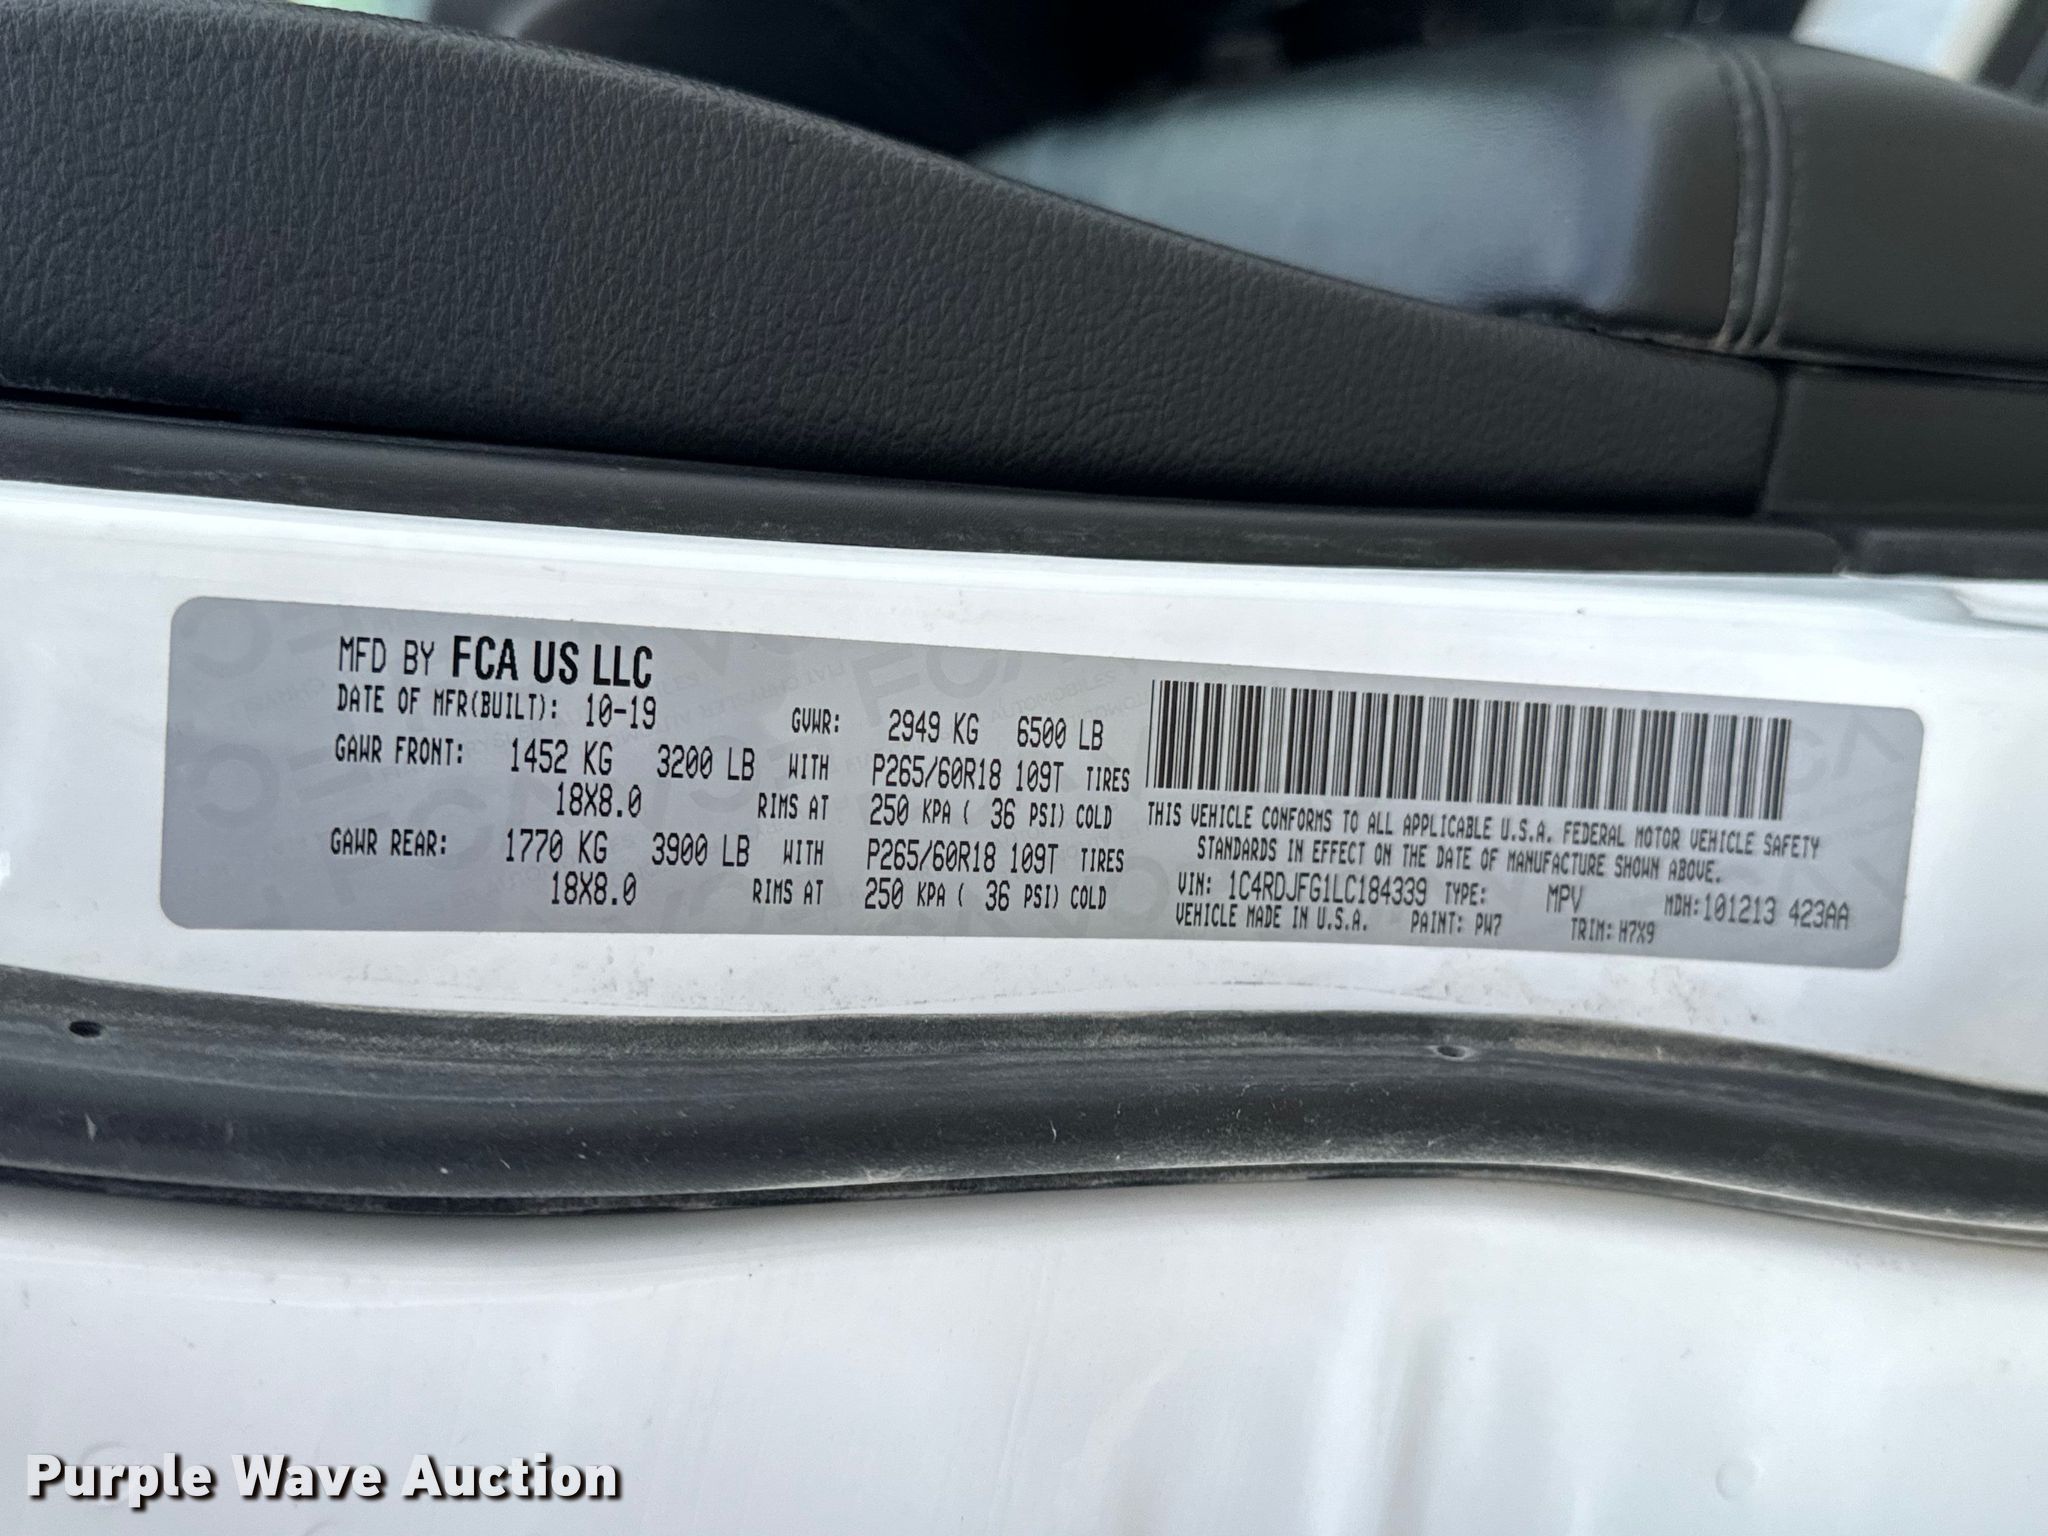 MFD BY FCA US LLC
DATE OF MFR(BUILT): 10-19 GVWR: 2949 KG 6500 LB
GAWR FRONT: 1452 KG 3200 LB WITH P265/60R18 109T TIRES
18X8.0 RIMS AT 250 KPA ( 36 PSI) COLD
GAWR REAR: 1770 KG 3900 LB WITH P265/60R18 109T TIRES
18X8.0 RIMS AT 250 KPA ( 36 PSI) COLD
THIS VEHICLE CONFORMS TO ALL APPLICABLE U.S.A. FEDERAL MOTOR VEHICLE SAFETY
STANDARDS IN EFFECT ON THE DATE OF MANUFACTURE SHOWN ABOVE.
VIN: 1C4RDJFG1LC184339 TYPE: MPV MDH: 101213 423AA
VEHICLE MADE IN U.S.A. PAINT: PW7 TRIM: H7X9
Purple Wave Auction